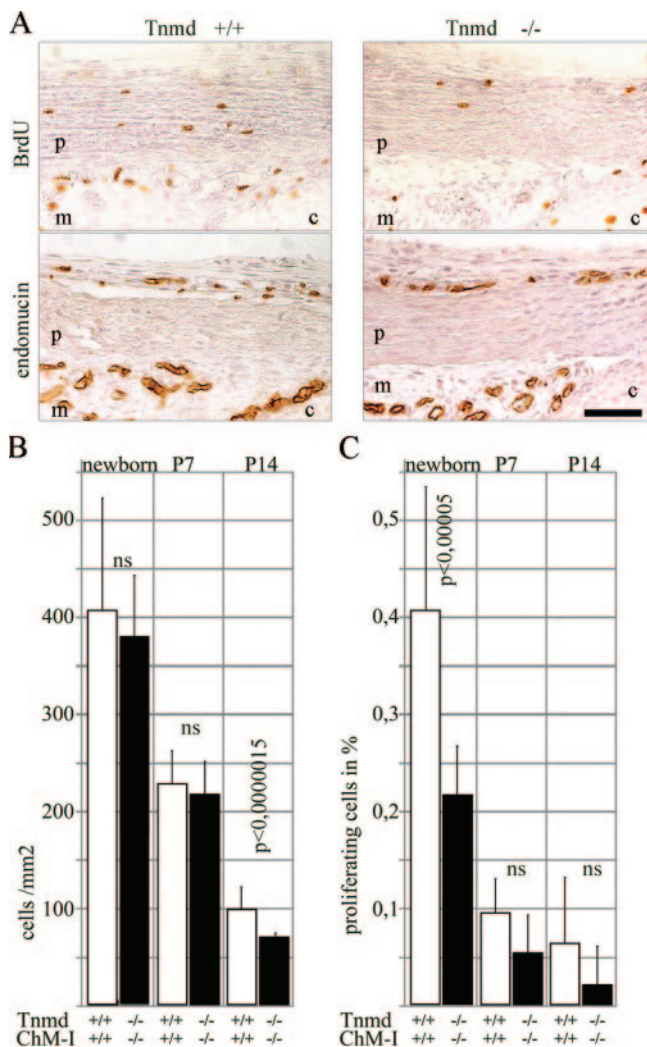 A
Tnmd +/+ Tnmd -/-
BrdU
p
m c
p
m c
endomucin
p
m c
p
m c
B C
newborn P7 P14
500
400
300
200
100
cells /mm2
ns
ns
p<0,0000015
Tnmd +/+ -/- +/+ -/- +/+ -/-
ChM-I +/+ -/- +/+ -/- +/+ -/-
newborn P7 P14
0,5
0,4
0,3
0,2
0,1
proliferating cells in %
p<0,00005
ns
ns
+/+ -/- +/+ -/- +/+ -/-
+/+ -/- +/+ -/- +/+ -/-